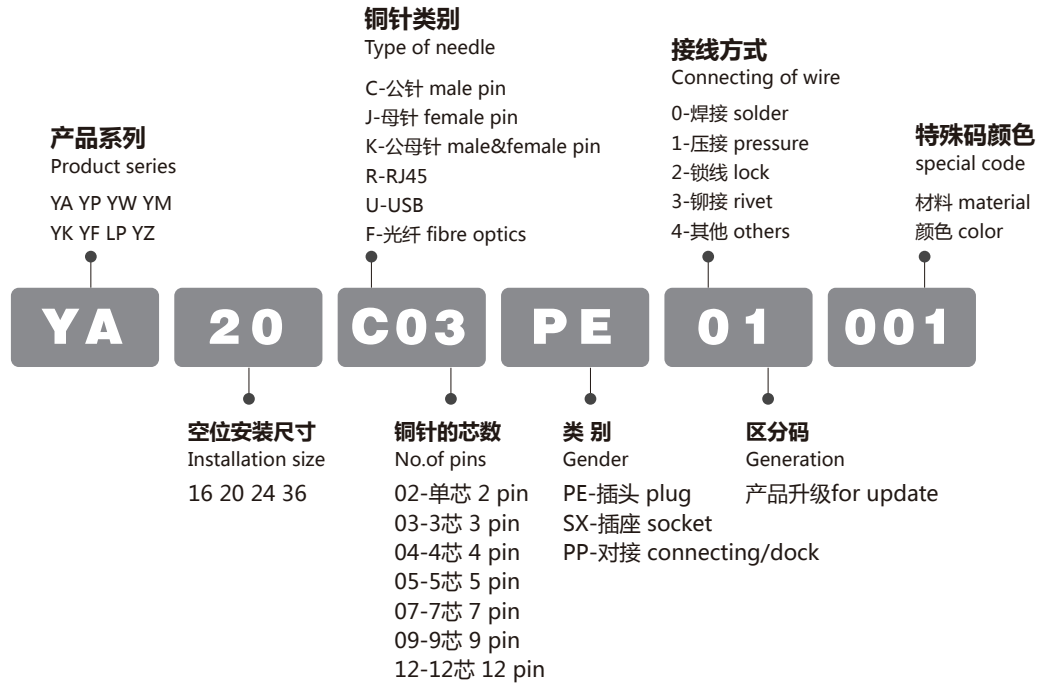 铜针类别
Type of needle
C-公针 male pin
J-母针 female pin
K-公母针 male&female pin
R-RJ45
U-USB
F-光纤 fibre optics
接线方式
Connecting of wire
0-焊接 solder
1-压接 pressure
2-锁线 lock
3-铆接 rivet
4-其他 others
产品系列
Product series
YA YP YW YM
YK YF LP YZ
特殊码颜色
special code
材料 material
颜色 color
YA 20 C03 PE 01 001
空位安装尺寸
Installation size
16 20 24 36
铜针的芯数
No.of pins
02-单芯 2 pin
03-3芯 3 pin
04-4芯 4 pin
05-5芯 5 pin
07-7芯 7 pin
09-9芯 9 pin
12-12芯 12 pin
类 别
Gender
PE-插头 plug
SX-插座 socket
PP-对接 connecting/dock
区分码
Generation
产品升级for update